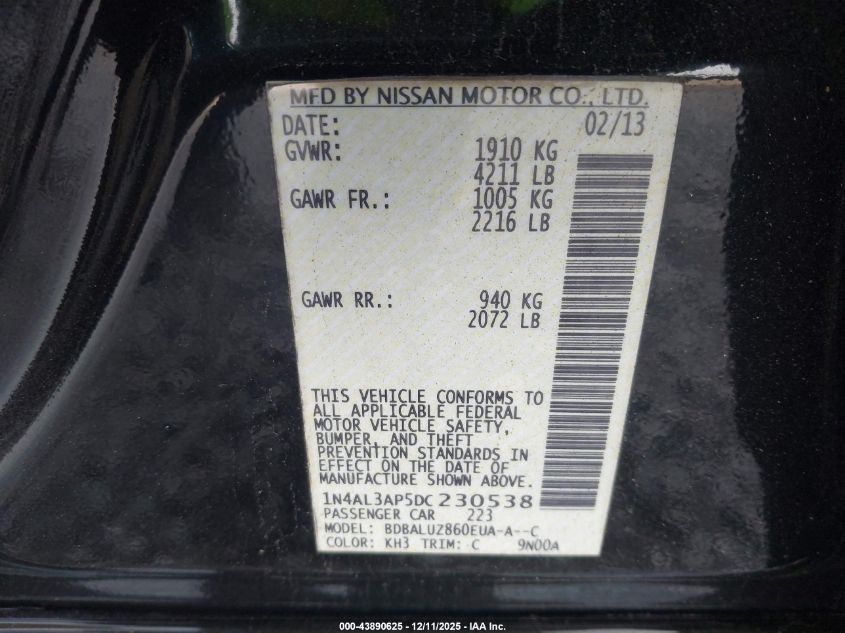 MFD BY NISSAN MOTOR CO., LTD.
DATE: 02/13
GVWR: 1910 KG
4211 LB
GAWR FR.: 1005 KG
2216 LB
GAWR RR.: 940 KG
2072 LB
THIS VEHICLE CONFORMS TO
ALL APPLICABLE FEDERAL
MOTOR VEHICLE SAFETY,
BUMPER, AND THEFT
PREVENTION STANDARDS IN
EFFECT ON THE DATE OF
MANUFACTURE SHOWN ABOVE.
1N4AL3AP5DC230538
PASSENGER CAR 223
MODEL: BDBALUZ860EUA-A--C
COLOR: KH3 TRIM: C 9N00A
000-43890625 - 12/11/2025 - IAA Inc.